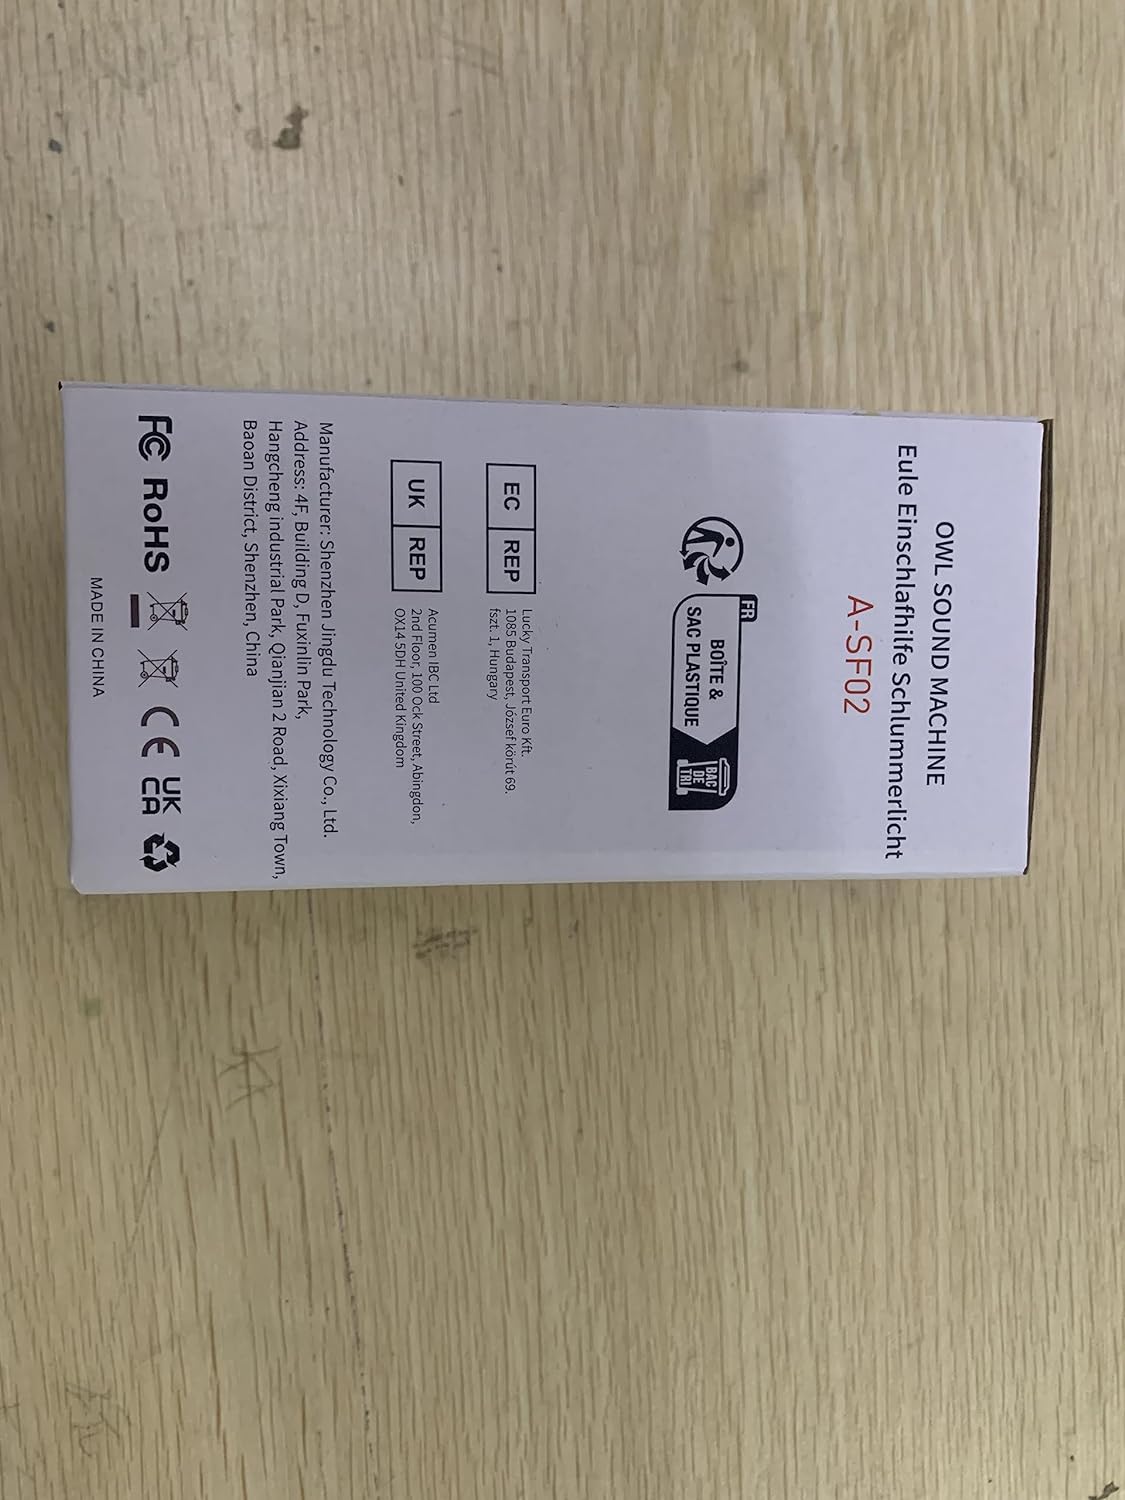 OWL SOUND MACHINE
Eule Einschlafhilfe Schlummerlicht
A-SF02
FR
BOÎTE &
SAC PLASTIQUE
BAC
DE
TRI
EC REP
Lucky Transport Euro Kft.
1085 Budapest, József körút 69.
fszt. 1, Hungary
UK REP
Acumen IBC Ltd
2nd Floor, 100 Ock Street, Abingdon,
OX14 5DH United Kingdom
Manufacturer: Shenzhen Jingdu Technology Co., Ltd.
Address: 4F, Building D, Fuxinlin Park,
Hangcheng industrial Park, Qianjian 2 Road, Xixiang Town,
Baoan District, Shenzhen, China
FC RoHS CE UK
CA
MADE IN CHINA